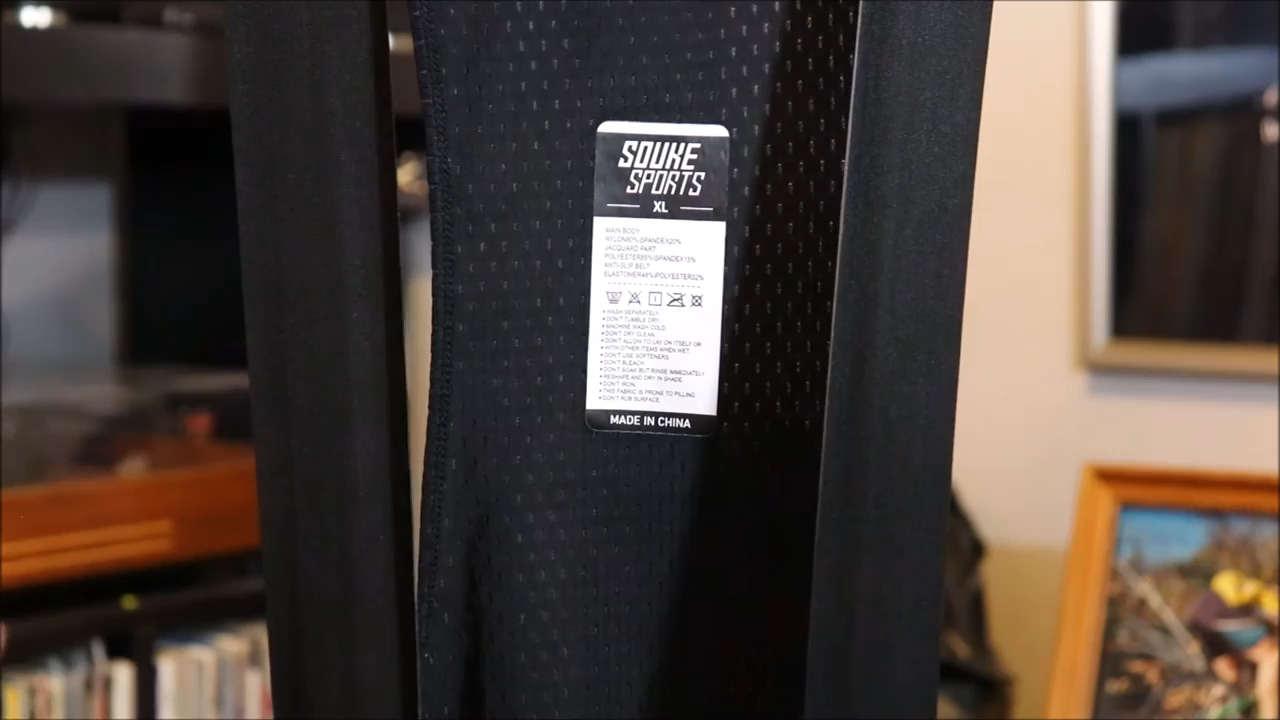 SOUKE
SPORTS
XL
MAIN BODY
NYLON80%\SPANDEX20%
JACQUARD PART
POLYESTER85%\SPANDEX15%
ANTI-SLIP BELT
ELASTOMER48%\POLYESTER52%
• WASH SEPARATELY
• DON'T TUMBLE DRY.
• MACHINE WASH COLD.
• DON'T DRY CLEAN.
• DON'T ALLOW TO LAY ON ITSELF OR
• WITH OTHER ITEMS WHEN WET.
• DON'T USE SOFTENERS.
• DON'T BLEACH.
• DON'T SOAK BUT RINSE IMMEDIATELY
• RESHAPE AND DRY IN SHADE.
• DON'T IRON.
• THIS FABRIC IS PRONE TO PILLING
• DON'T RUB SURFACE.
MADE IN CHINA